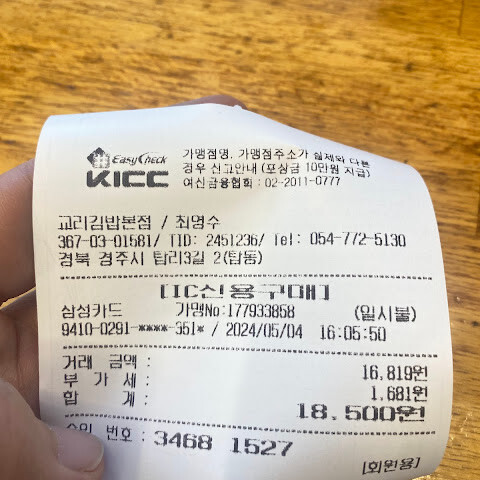 EasyCheck
KICC
가맹점명, 가맹점주소가 실제와 다른
경우 신고안내 (포상금 10만원 지급)
여신금융협회 : 02-2011-0777
교리김밥본점 / 최명수
367-03-01581/ TID: 2451236/ Tel: 054-772-5130
경북 경주시 탑리3길 2(탑동)
[IC신용구매]
삼성카드 가맹No:177933858 (일시불)
9410-0291-****-351* / 2024/05/04 16:05:50
거래 금액 : 16,819원
부 가 세 : 1,681원
합 계 : 18,500원
승인 번호 : 3468 1527
[회원용]